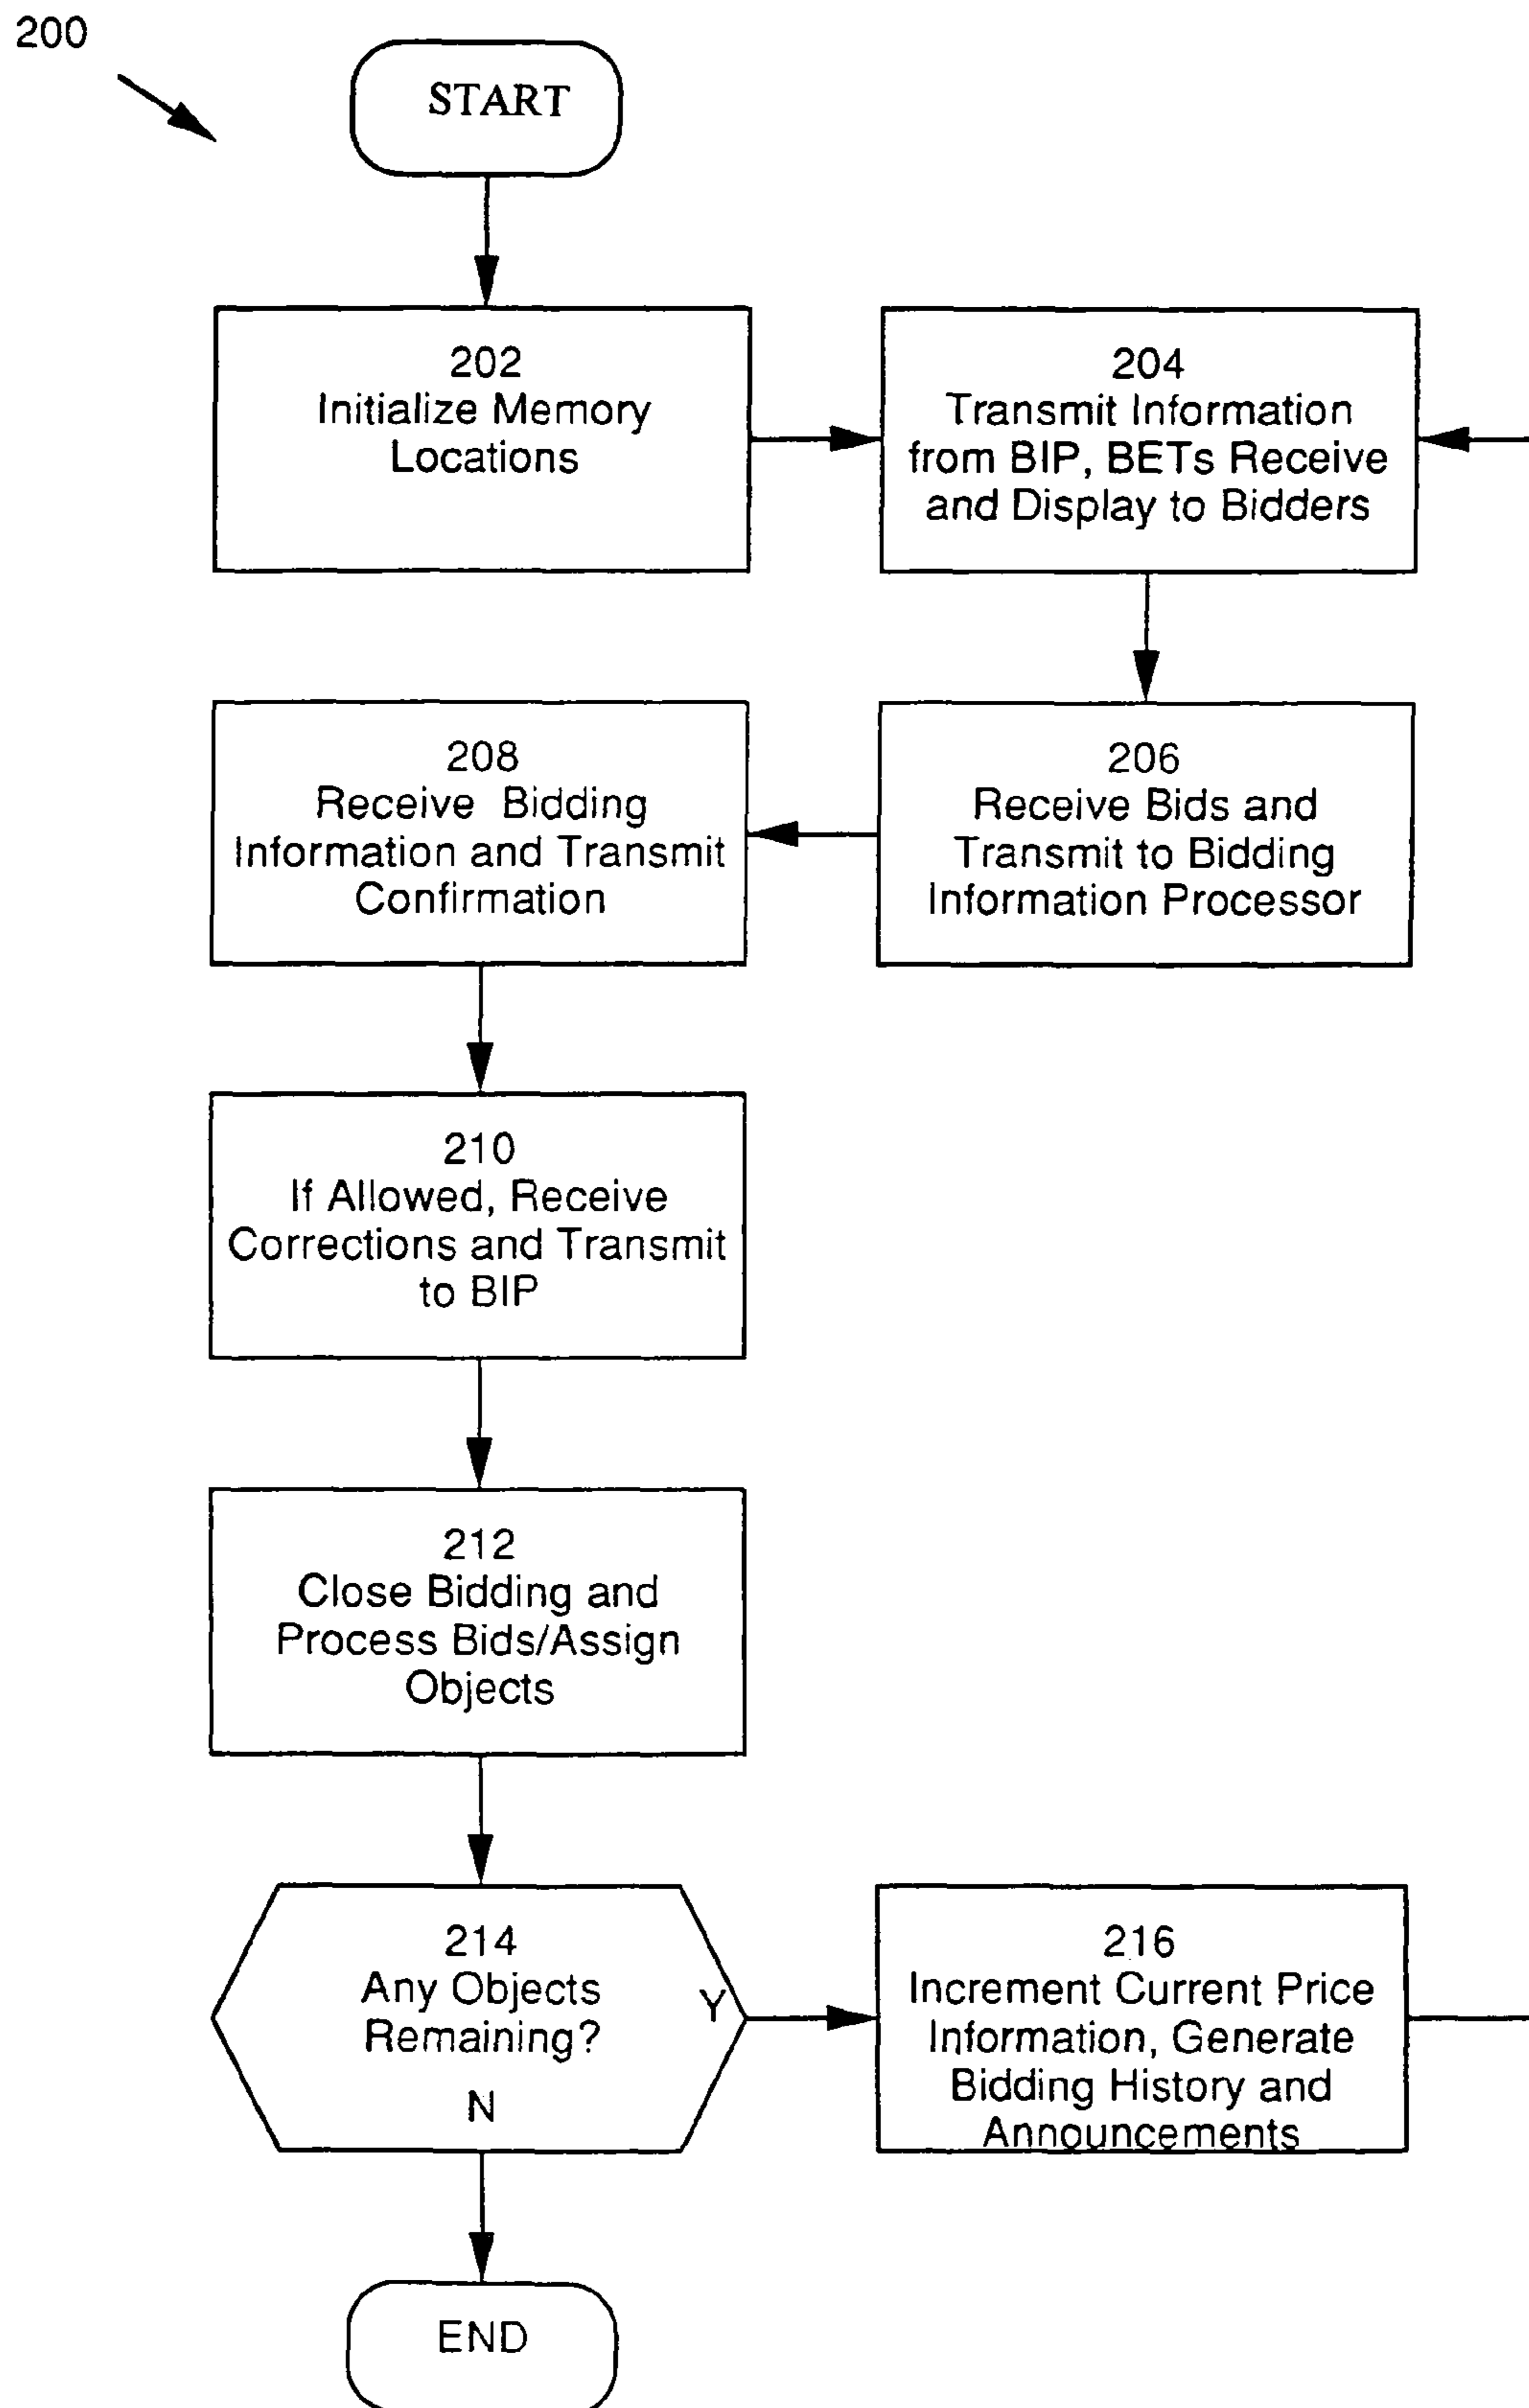 200
START
202
Initialize Memory
Locations
204
Transmit Information
from BIP, BETs Receive
and Display to Bidders
206
Receive Bids and
Transmit to Bidding
Information Processor
208
Receive Bidding
Information and Transmit
Confirmation
210
If Allowed, Receive
Corrections and Transmit
to BIP
212
Close Bidding and
Process Bids/Assign
Objects
214
Any Objects
Remaining?
Y
N
216
Increment Current Price
Information, Generate
Bidding History and
Announcements
END